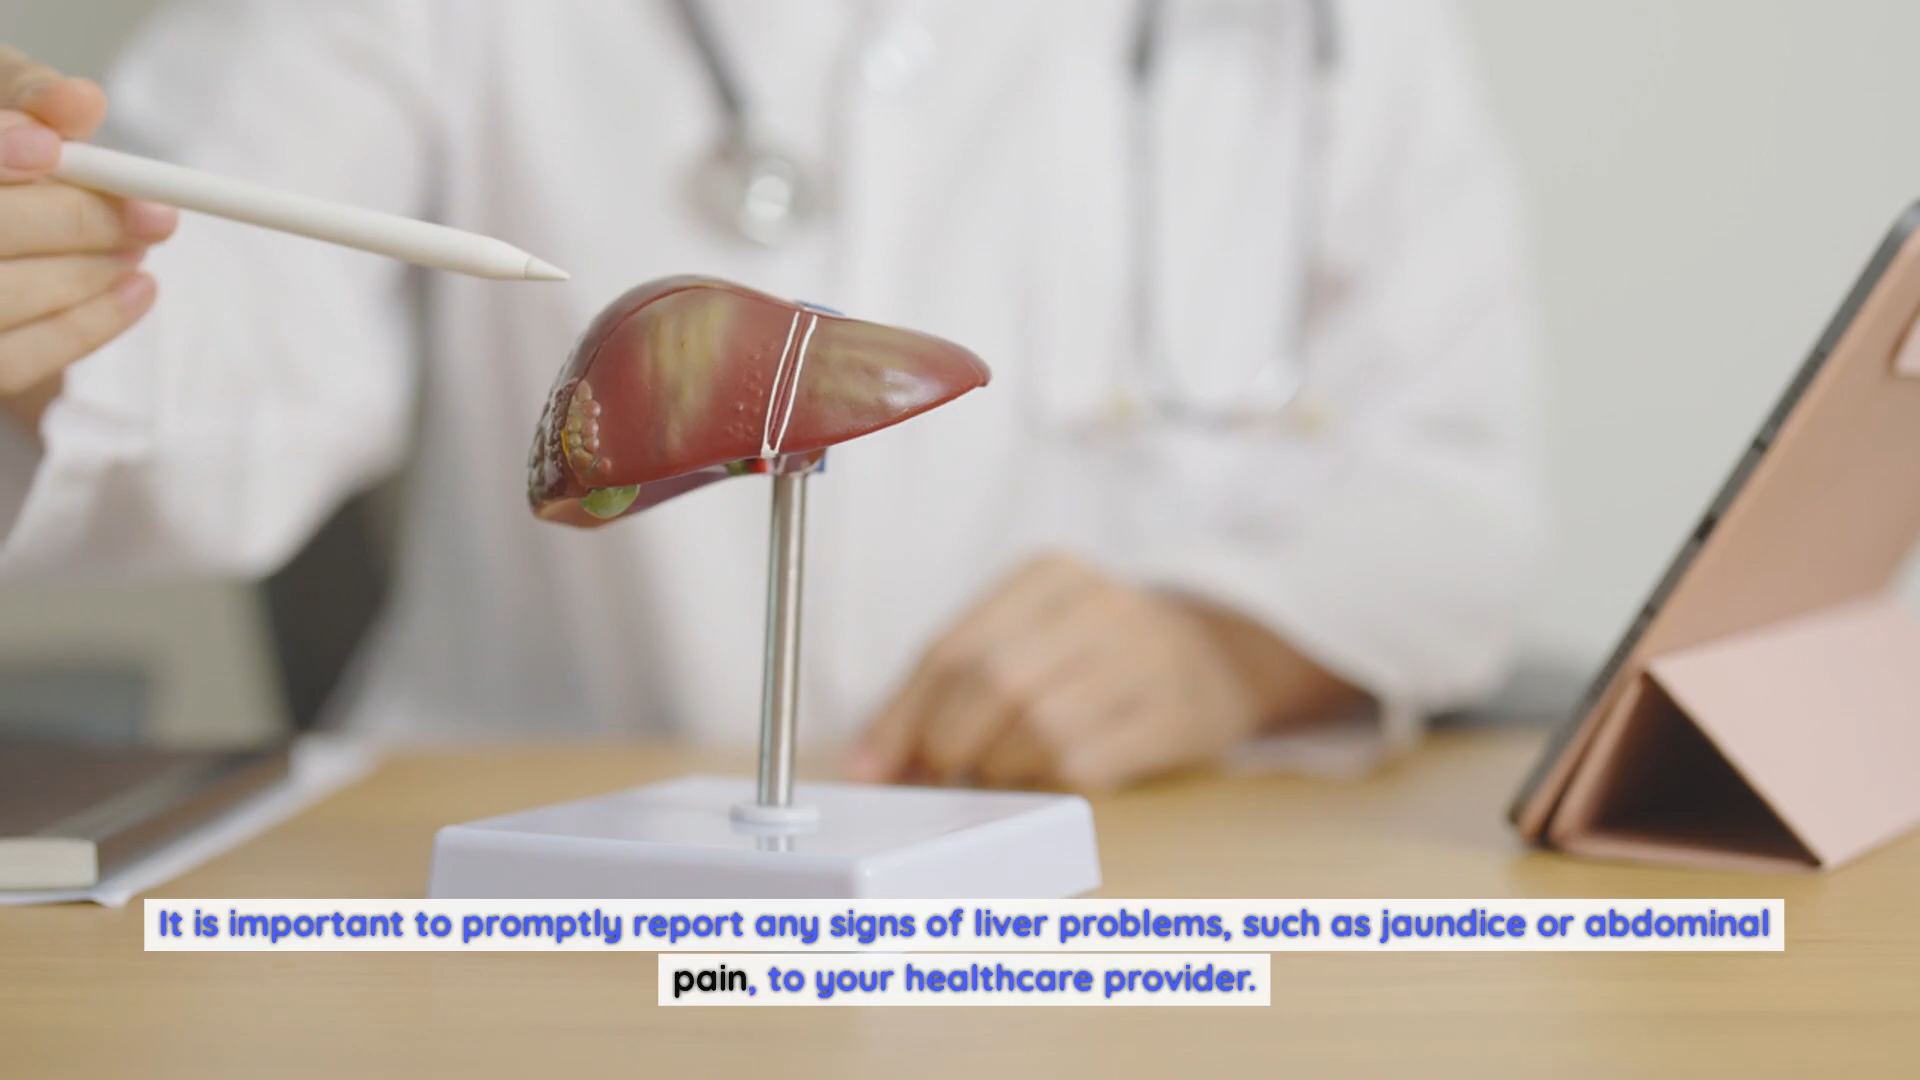 It is important to promptly report any signs of liver problems, such as jaundice or abdominal
pain, to your healthcare provider.